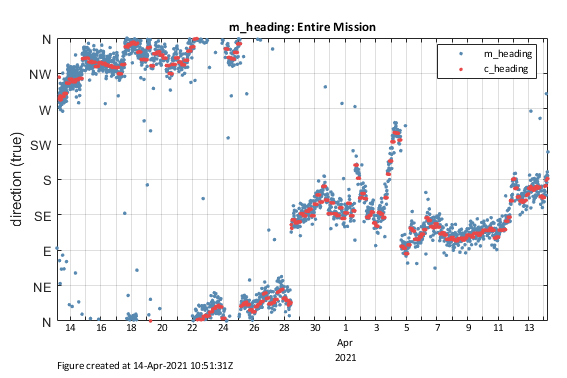 m_heading: Entire Mission
m_heading
c_heading
direction (true)
N
NW
W
SW
S
SE
E
NE
N
14 16 18 20 22 24 26 28 30 1 3 5 7 9 11 13
Apr
2021
Figure created at 14-Apr-2021 10:51:31Z